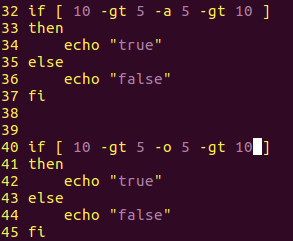 32 if [ 10 -gt 5 -a 5 -gt 10 ]
33 then
34     echo "true"
35 else
36     echo "false"
37 fi
38
39
40 if [ 10 -gt 5 -o 5 -gt 10 ]
41 then
42     echo "true"
43 else
44     echo "false"
45 fi